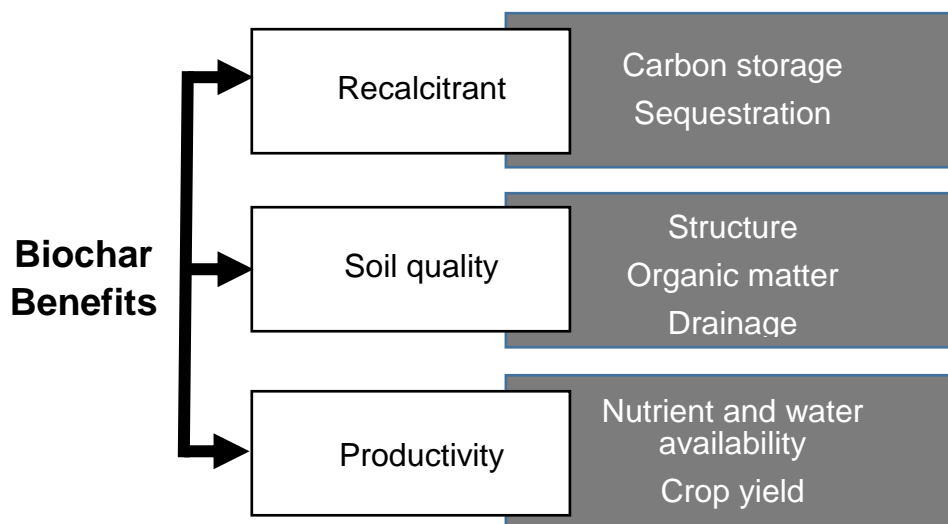 Biochar
Benefits
Recalcitrant
Carbon storage
Sequestration
Soil quality
Structure
Organic matter
Drainage
Productivity
Nutrient and water
availability
Crop yield